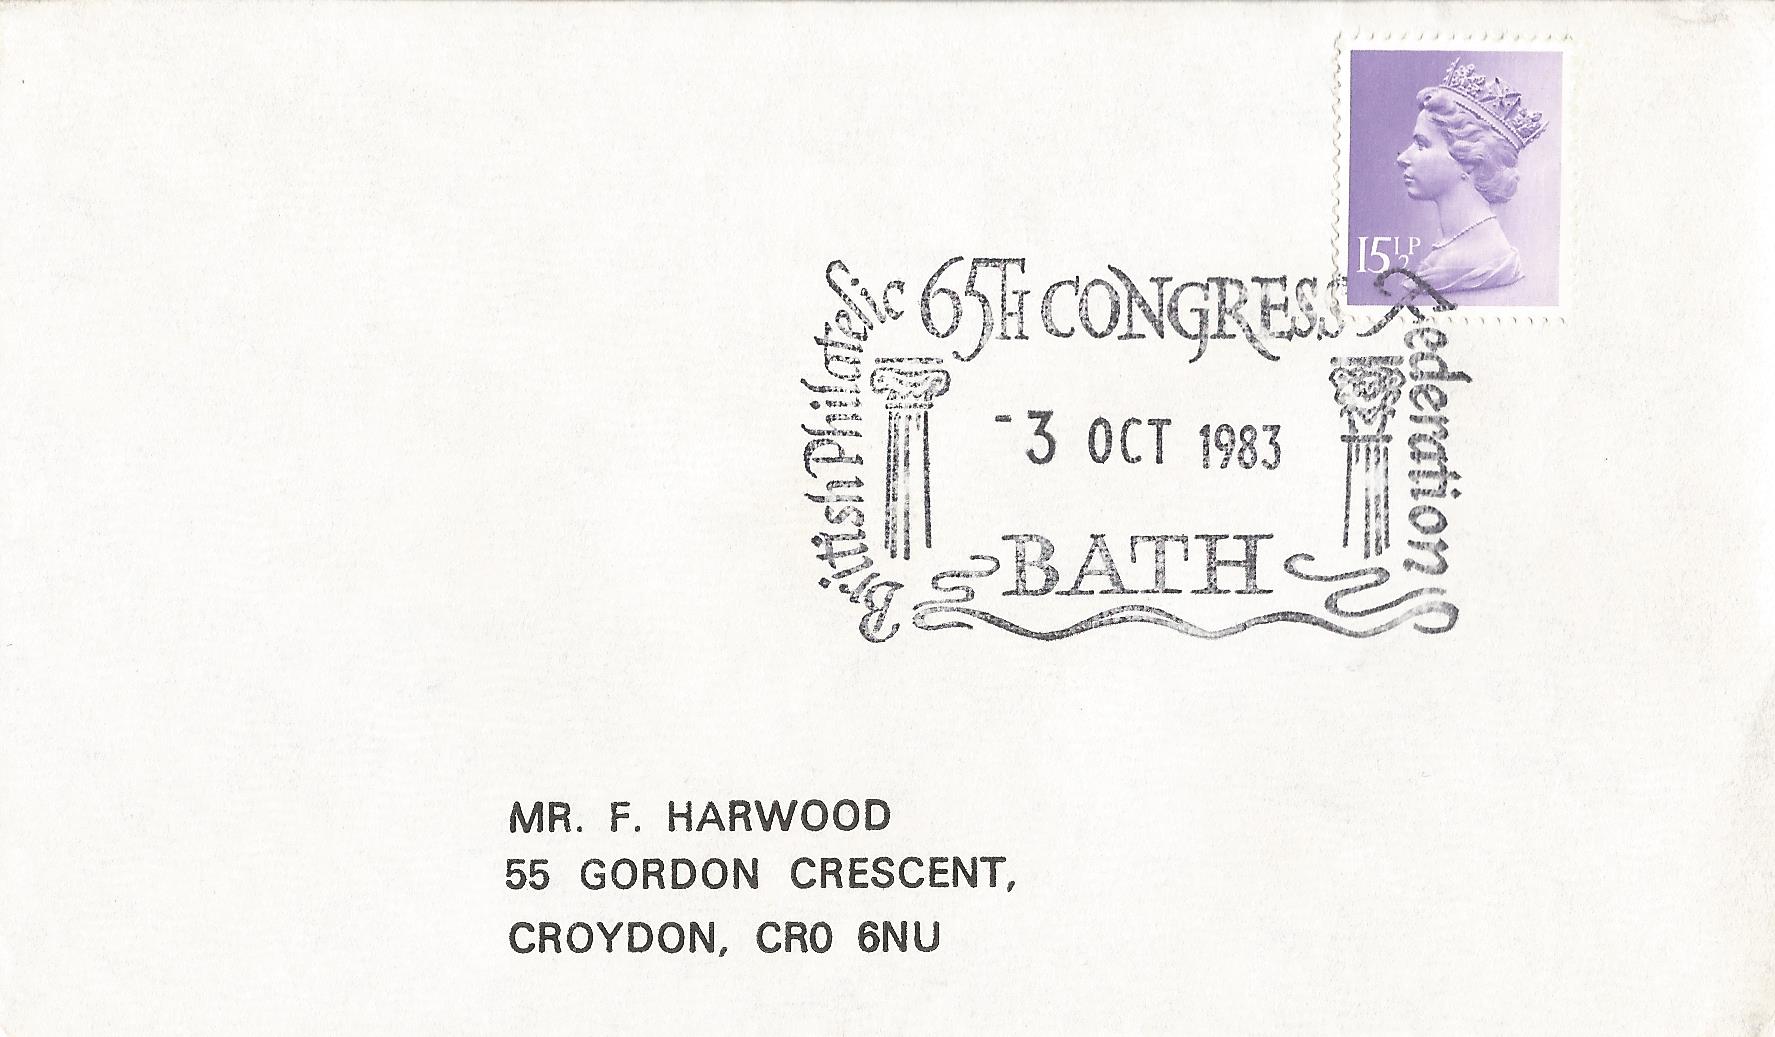 15½P
British Philatelic Federation
65TH CONGRESS
-3 OCT 1983
BATH
MR. F. HARWOOD
55 GORDON CRESCENT,
CROYDON, CR0 6NU